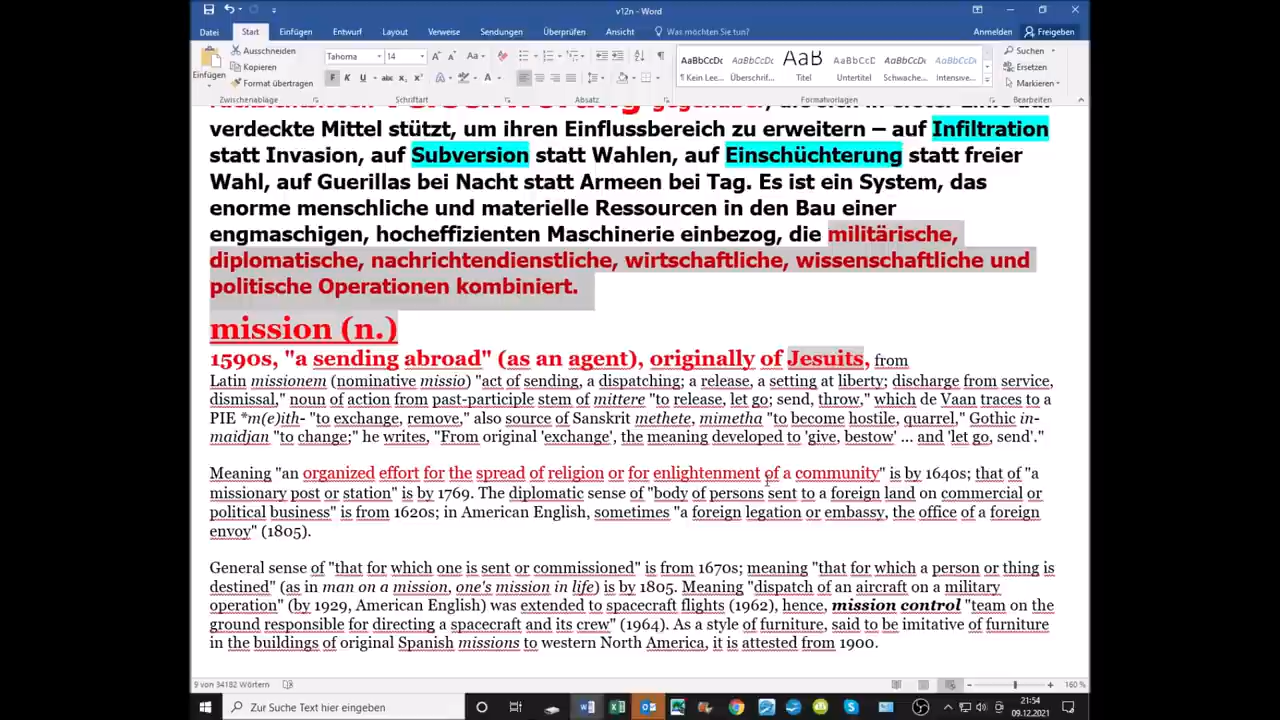 v12n - Word
Datei Start Einfügen Entwurf Layout Verweise Sendungen Überprüfen Ansicht Was möchten Sie tun? Anmelden Freigeben
Einfügen Ausschneiden Kopieren Format übertragen
Tahoma 14
AaBbCcDc AaBbCcDc AaB AaBbCcD AaBbCcDc AaBbCcDc
¶ Kein Lee... Überschrif... Titel Untertitel Schwache... Intensive...
Suchen Ersetzen Markieren
Zwischenablage Schriftart Absatz Formatvorlagen Bearbeiten
verdeckte Mittel stützt, um ihren Einflussbereich zu erweitern – auf Infiltration
statt Invasion, auf Subversion statt Wahlen, auf Einschüchterung statt freier
Wahl, auf Guerillas bei Nacht statt Armeen bei Tag. Es ist ein System, das
enorme menschliche und materielle Ressourcen in den Bau einer
engmaschigen, hocheffizienten Maschinerie einbezog, die militärische,
diplomatische, nachrichtendienstliche, wirtschaftliche, wissenschaftliche und
politische Operationen kombiniert.
mission (n.)
1590s, "a sending abroad" (as an agent), originally of Jesuits, from
Latin missionem (nominative missio) "act of sending, a dispatching; a release, a setting at liberty; discharge from service,
dismissal," noun of action from past-participle stem of mittere "to release, let go; send, throw," which de Vaan traces to a
PIE *m(e)ith- "to exchange, remove," also source of Sanskrit methete, mimetha "to become hostile, quarrel," Gothic in-
maidjan "to change;" he writes, "From original 'exchange', the meaning developed to 'give, bestow' ... and 'let go, send'."
Meaning "an organized effort for the spread of religion or for enlightenment of a community" is by 1640s; that of "a
missionary post or station" is by 1769. The diplomatic sense of "body of persons sent to a foreign land on commercial or
political business" is from 1620s; in American English, sometimes "a foreign legation or embassy, the office of a foreign
envoy" (1805).
General sense of "that for which one is sent or commissioned" is from 1670s; meaning "that for which a person or thing is
destined" (as in man on a mission, one's mission in life) is by 1805. Meaning "dispatch of an aircraft on a military
operation" (by 1929, American English) was extended to spacecraft flights (1962), hence, mission control "team on the
ground responsible for directing a spacecraft and its crew" (1964). As a style of furniture, said to be imitative of furniture
in the buildings of original Spanish missions to western North America, it is attested from 1900.
9 von 34182 Wörtern 160 %
Zur Suche Text hier eingeben
21:54
09.12.2021